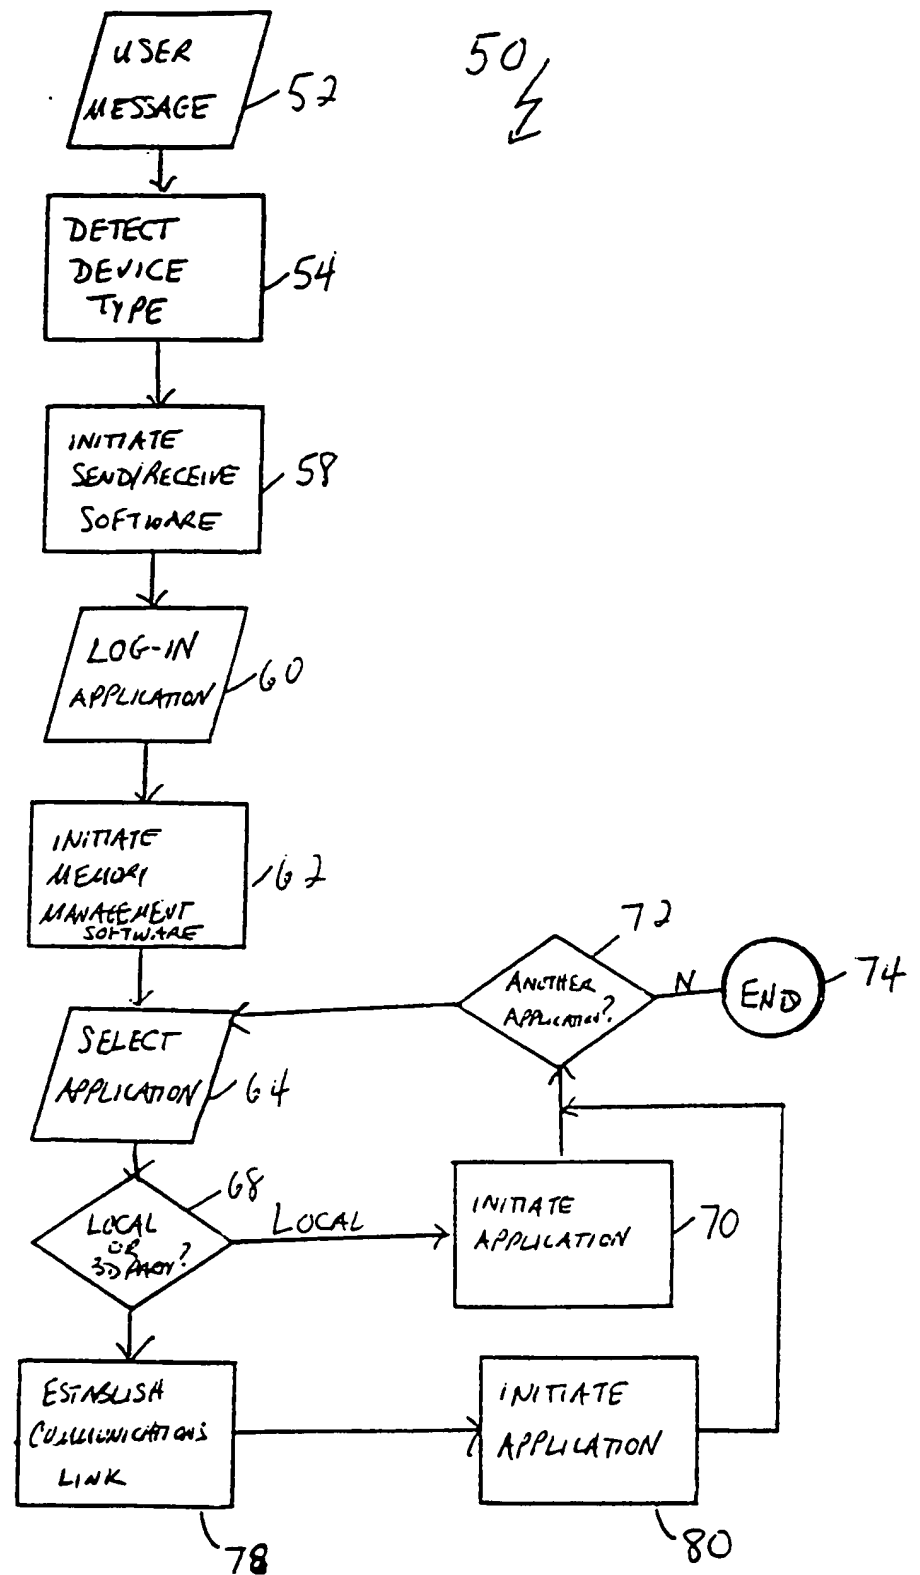 USER
MESSAGE
52
50
DETECT
DEVICE
TYPE
54
INITIATE
SEND/RECEIVE
SOFTWARE
58
LOG-IN
APPLICATION
60
INITIATE
MEMORY
MANAGEMENT
SOFTWARE
62
SELECT
APPLICATION
64
ANOTHER
APPLICATION?
72
N
END
74
LOCAL
OR
3D PARTY?
68
LOCAL
INITIATE
APPLICATION
70
ESTABLISH
COMMUNICATIONS
LINK
78
INITIATE
APPLICATION
80